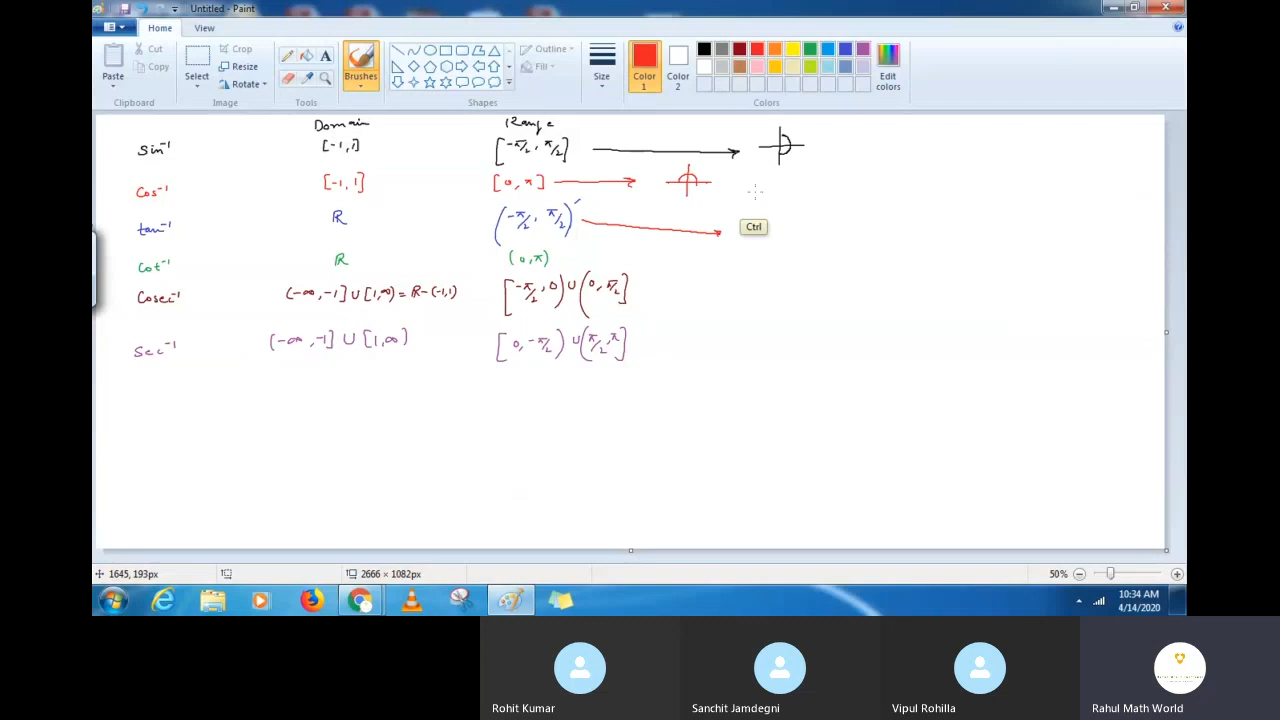 Untitled - Paint
Home View
Paste
Cut
Copy
Select
Crop
Resize
Rotate
Brushes
Outline
Fill
Size
Color 1
Color 2
Edit colors
Clipboard Image Tools Shapes Colors
Domain Range
sin⁻¹ [-1,1] [-π/2, π/2]
cos⁻¹ [-1, 1] [0, π]
tan⁻¹ R (-π/2, π/2)
Ctrl
cot⁻¹ R (0,π)
cosec⁻¹ (-∞,-1] ∪ [1,∞) = R-(-1,1) [-π/2, 0) ∪ (0, π/2]
sec⁻¹ (-∞,-1] ∪ [1,∞) [0, -π/2) ∪ (π/2, π]
1645, 193px 2666 × 1082px 50%
10:34 AM
4/14/2020
Rohit Kumar Sanchit Jamdegni Vipul Rohilla Rahul Math World